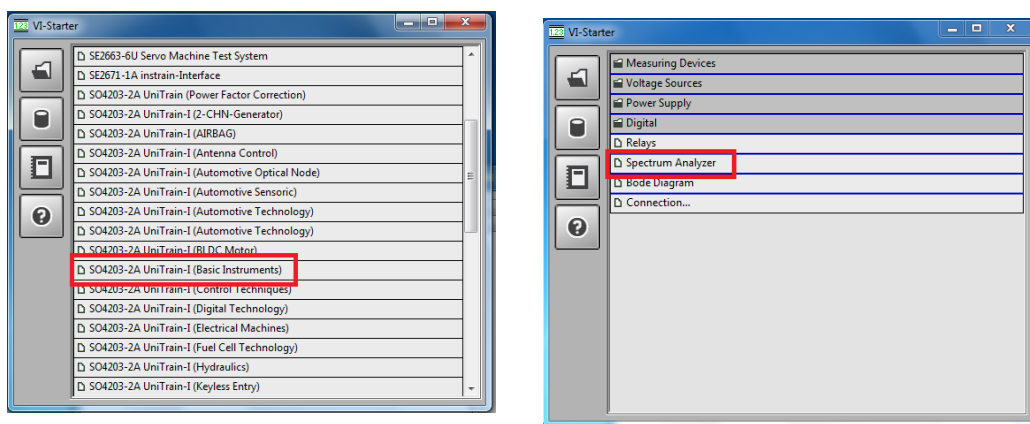 VI-Starter
SE2663-6U Servo Machine Test System
SE2671-1A instrain-Interface
SO4203-2A UniTrain (Power Factor Correction)
SO4203-2A UniTrain-I (2-CHN-Generator)
SO4203-2A UniTrain-I (AIRBAG)
SO4203-2A UniTrain-I (Antenna Control)
SO4203-2A UniTrain-I (Automotive Optical Node)
SO4203-2A UniTrain-I (Automotive Sensoric)
SO4203-2A UniTrain-I (Automotive Technology)
SO4203-2A UniTrain-I (Automotive Technology)
SO4203-2A UniTrain-I (BLDC Motor)
SO4203-2A UniTrain-I (Basic Instruments)
SO4203-2A UniTrain-I (Control Techniques)
SO4203-2A UniTrain-I (Digital Technology)
SO4203-2A UniTrain-I (Electrical Machines)
SO4203-2A UniTrain-I (Fuel Cell Technology)
SO4203-2A UniTrain-I (Hydraulics)
SO4203-2A UniTrain-I (Keyless Entry)
VI-Starter
Measuring Devices
Voltage Sources
Power Supply
Digital
Relays
Spectrum Analyzer
Bode Diagram
Connection...